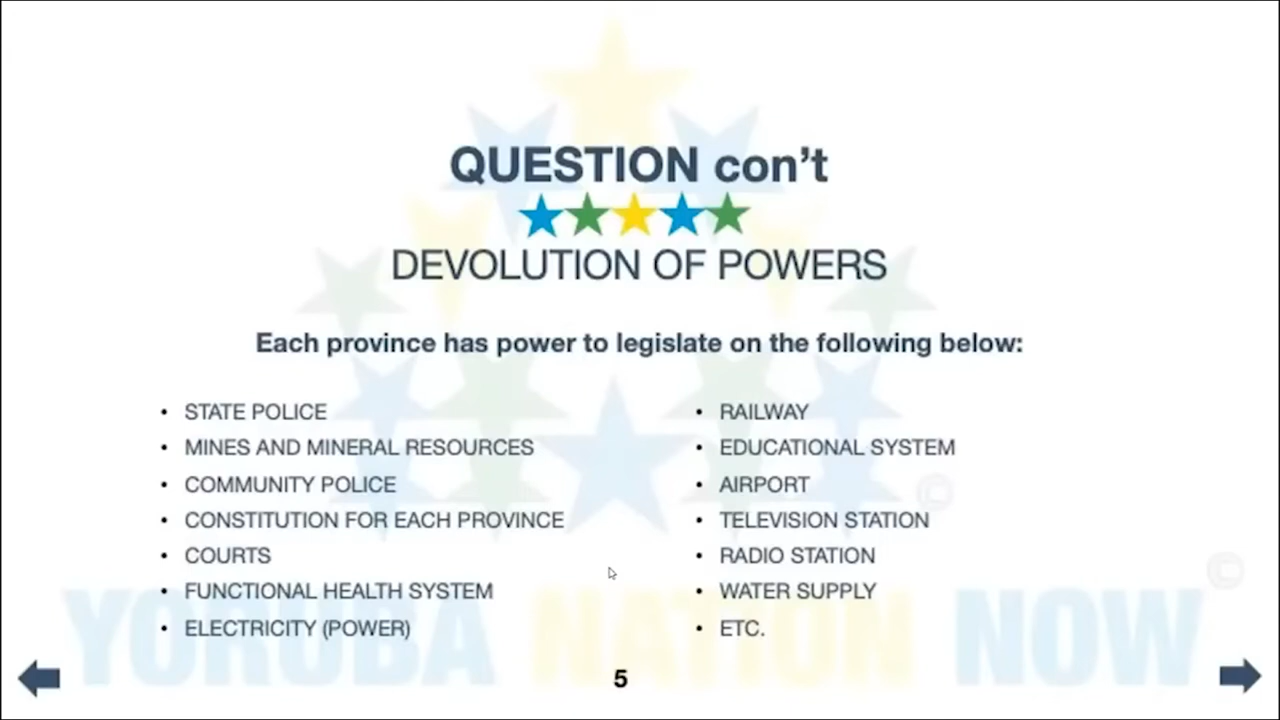 QUESTION con't
DEVOLUTION OF POWERS
Each province has power to legislate on the following below:
• STATE POLICE
• MINES AND MINERAL RESOURCES
• COMMUNITY POLICE
• CONSTITUTION FOR EACH PROVINCE
• COURTS
• FUNCTIONAL HEALTH SYSTEM
• ELECTRICITY (POWER)
• RAILWAY
• EDUCATIONAL SYSTEM
• AIRPORT
• TELEVISION STATION
• RADIO STATION
• WATER SUPPLY
• ETC.
©
©
YORUBA NATION NOW
5